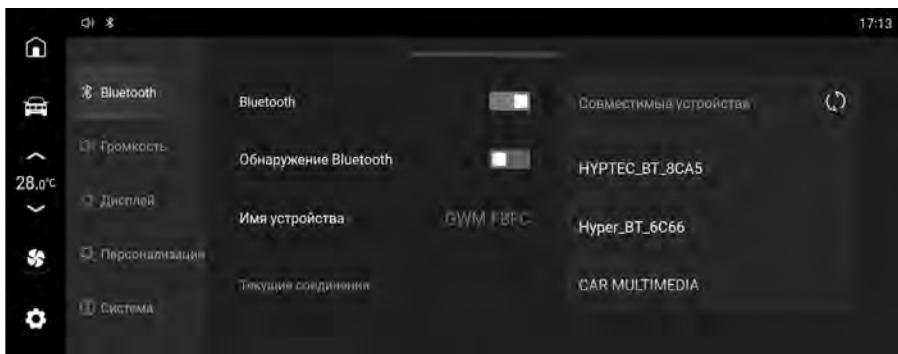 17:13
Bluetooth
Громкость
28.0°C
Дисплей
Персонализация
Система
Bluetooth
Обнаружение Bluetooth
Имя устройства
GWM FBFC
Текущие соединения
Совместимые устройства
HYPTEC_BT_8CA5
Hyper_BT_6C66
CAR MULTIMEDIA